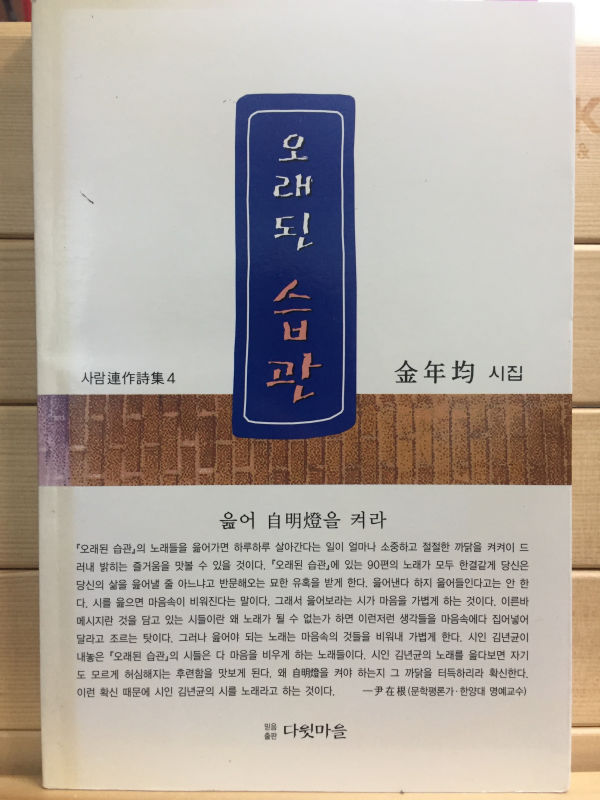 오래된 습관
사람 連作詩集 4
金年均 시집
읊어 自明燈을 켜라
『오래된 습관』의 노래들을 읊어가면 하루하루 살아간다는 일이 얼마나 소중하고 절절한 까닭을 켜켜이 드
러내 밝히는 즐거움을 맛볼 수 있을 것이다. 『오래된 습관』에 있는 90편의 노래가 모두 한결같게 당신은
당신의 삶을 읊어낼 줄 아느냐고 반문해오는 묘한 유혹을 받게 한다. 읊어낸다 하지 읊어들인다고는 안 한
다. 시를 읊으면 마음속이 비워진다는 말이다. 그래서 읊어보라는 시가 마음을 가볍게 하는 것이다. 이른바
메시지란 것을 담고 있는 시들이란 왜 노래가 될 수 없는가 하면 이런저런 생각들을 마음속에다 집어넣어
달라고 조르는 탓이다. 그러나 읊어야 되는 노래는 마음속의 것들을 비워내 가볍게 한다. 시인 김년균이
내놓은 『오래된 습관』의 시들은 다 마음을 비우게 하는 노래들이다. 시인 김년균의 노래를 읊다보면 자기
도 모르게 허심해지는 후련함을 맛보게 된다. 왜 自明燈을 켜야 하는지 그 까닭을 터득하리라 확신한다.
이런 확신 때문에 시인 김년균의 시를 노래라고 하는 것이다. ―尹在根(문학평론가·한양대 명예교수)
믿음출판 다윗마을
K
&